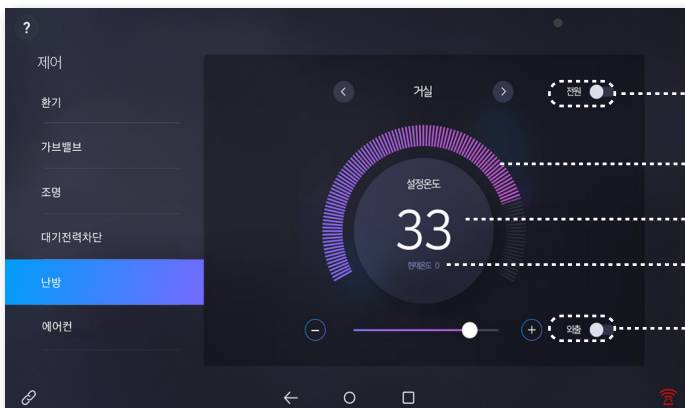 ?
제어
환기
가브밸브
조명
대기전력차단
난방
에어컨
거실
전원
설정온도
33
현재온도 0
외출